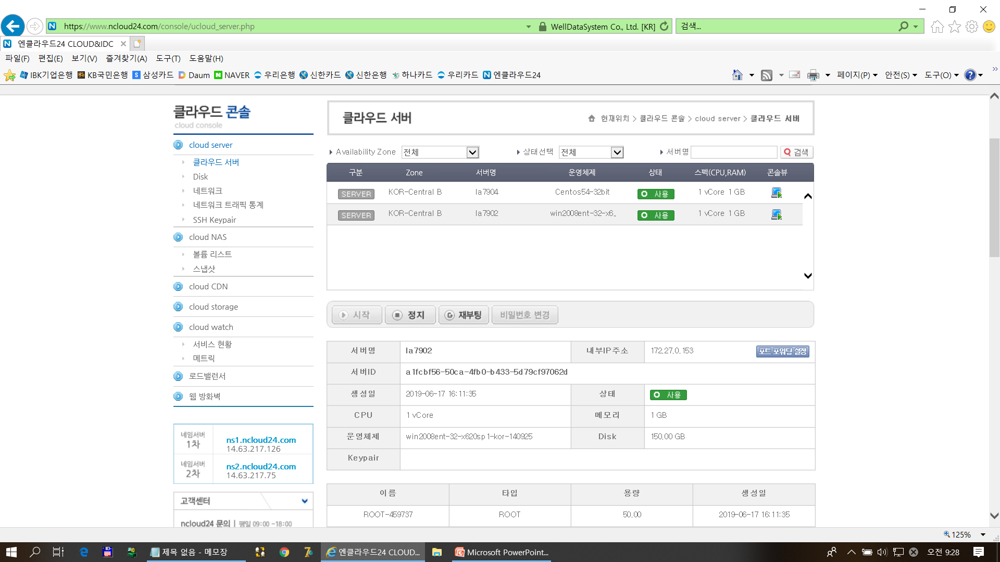 https://www.ncloud24.com/console/ucloud_server.php
WellDataSystem Co., Ltd. [KR]
검색...
엔클라우드24 CLOUD&IDC
파일(F) 편집(E) 보기(V) 즐겨찾기(A) 도구(T) 도움말(H)
IBK기업은행 KB국민은행 삼성카드 Daum NAVER 우리은행 신한카드 신한은행 하나카드 우리카드 엔클라우드24
페이지(P) 안전(S) 도구(O)
클라우드 콘솔
cloud console
cloud server
클라우드 서버
Disk
네트워크
네트워크 트래픽 통계
SSH Keypair
cloud NAS
볼륨 리스트
스냅샷
cloud CDN
cloud storage
cloud watch
서비스 현황
메트릭
로드밸런서
웹 방화벽
네임서버 1차
ns1.ncloud24.com
14.63.217.126
네임서버 2차
ns2.ncloud24.com
14.63.217.75
고객센터
ncloud24 문의 | 평일 09:00 -18:00
클라우드 서버
현재위치 > 클라우드 콘솔 > cloud server > 클라우드 서버
Availability Zone 전체 상태선택 전체 서버명 검색
구분 Zone 서버명 운영체제 상태 스펙(CPU,RAM) 콘솔뷰
SERVER KOR-Central B la7904 Centos54-32bit 사용 1 vCore 1 GB
SERVER KOR-Central B la7902 win2008ent-32-x6.. 사용 1 vCore 1 GB
시작 정지 재부팅 비밀번호 변경
서버명 la7902 내부IP주소 172.27.0.153 포트 포워딩 설정
서버ID a1fcbf56-50ca-4fb0-b433-5d79cf97062d
생성일 2019-06-17 16:11:35 상태 사용
CPU 1 vCore 메모리 1 GB
운영체제 win2008ent-32-x620sp1-kor-140925 Disk 150.00 GB
Keypair
이름 타입 용량 생성일
ROOT-459737 ROOT 50.00 2019-06-17 16:11:35
125%
제목 없음 - 메모장
엔클라우드24 CLOUD...
Microsoft PowerPoint...
오전 9:28